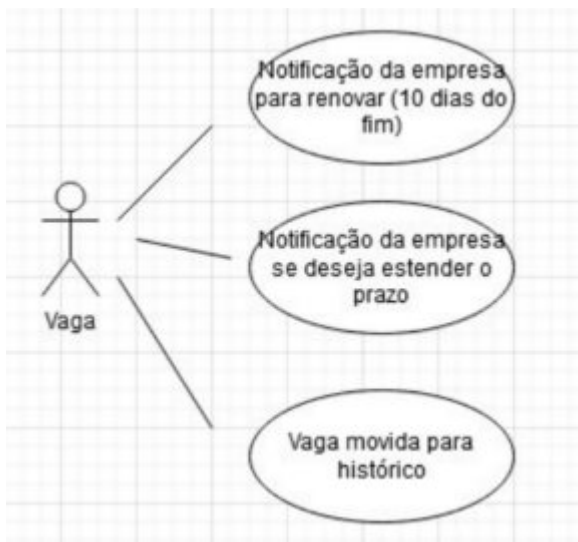 Notificação da empresa
para renovar (10 dias do
fim)
Notificação da empresa
se deseja estender o
prazo
Vaga
Vaga movida para
histórico